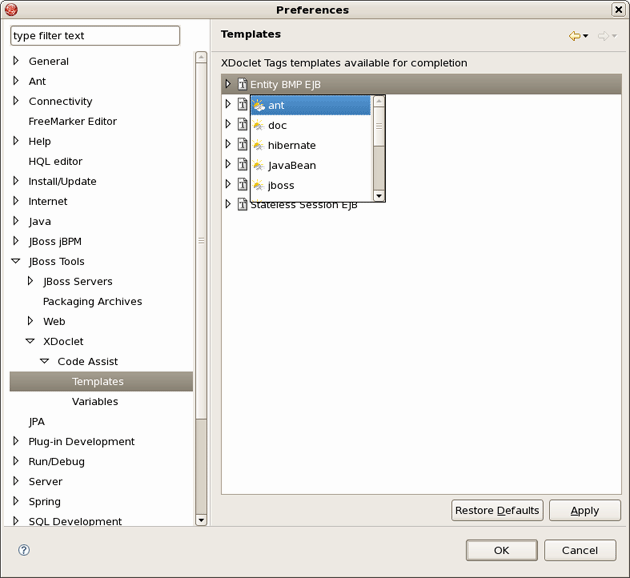 Preferences
type filter text
General
Ant
Connectivity
FreeMarker Editor
Help
HQL editor
Install/Update
Internet
Java
JBoss jBPM
JBoss Tools
JBoss Servers
Packaging Archives
Web
XDoclet
Code Assist
Templates
Variables
JPA
Plug-in Development
Run/Debug
Server
Spring
SQL Development
Templates
XDoclet Tags templates available for completion
Entity BMP EJB
ant
doc
hibernate
JavaBean
jboss
Stateless Session EJB
Restore Defaults
Apply
OK
Cancel